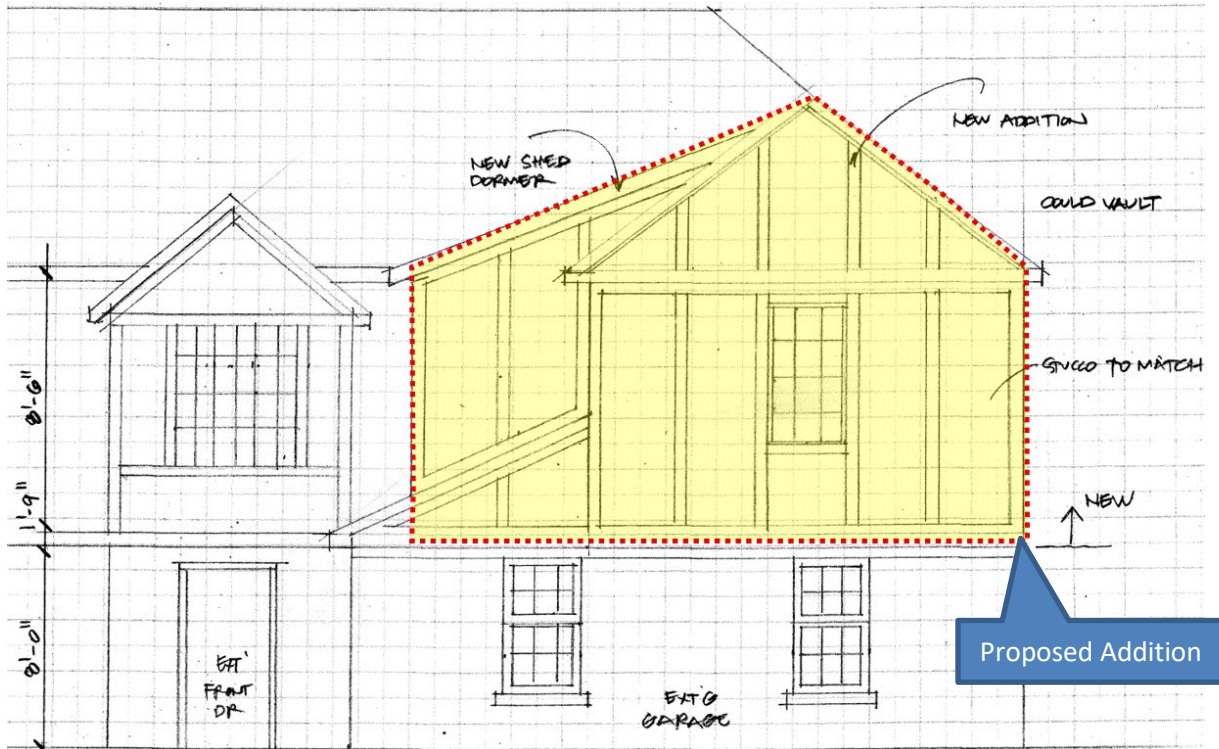 NEW ADDITION
NEW SHED
DORMER
COULD VAULT
8'-6"
STUCCO TO MATCH
1'-9"
NEW
8'-0"
Proposed Addition
FRONT
DR
EXT'G
GARAGE